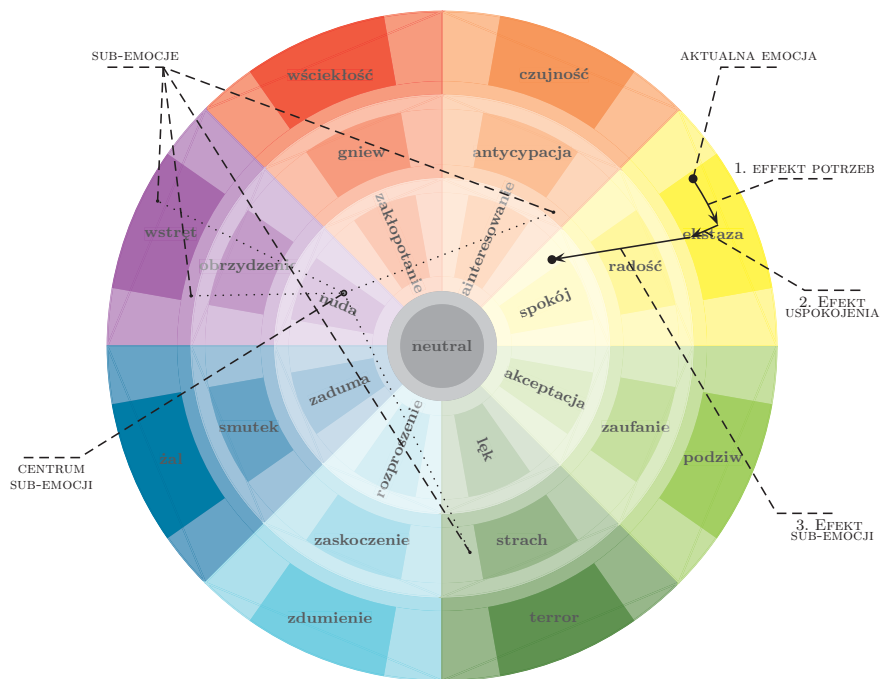 SUB-EMOCJE
AKTUALNA EMOCJA
wściekłość
czujność
gniew
antycypacja
1. EFFEKT POTRZEB
zakłopotanie
ainteresowanie
wstręt
ekstaza
obrzydzenie
radość
nuda
spokój
2. EFEKT
USPOKOJENIA
neutral
zaduma
akceptacja
smutek
rozproszenie
lęk
zaufanie
żal
podziw
CENTRUM
SUB-EMOCJI
3. EFEKT
SUB-EMOCJI
zaskoczenie
strach
zdumienie
terror